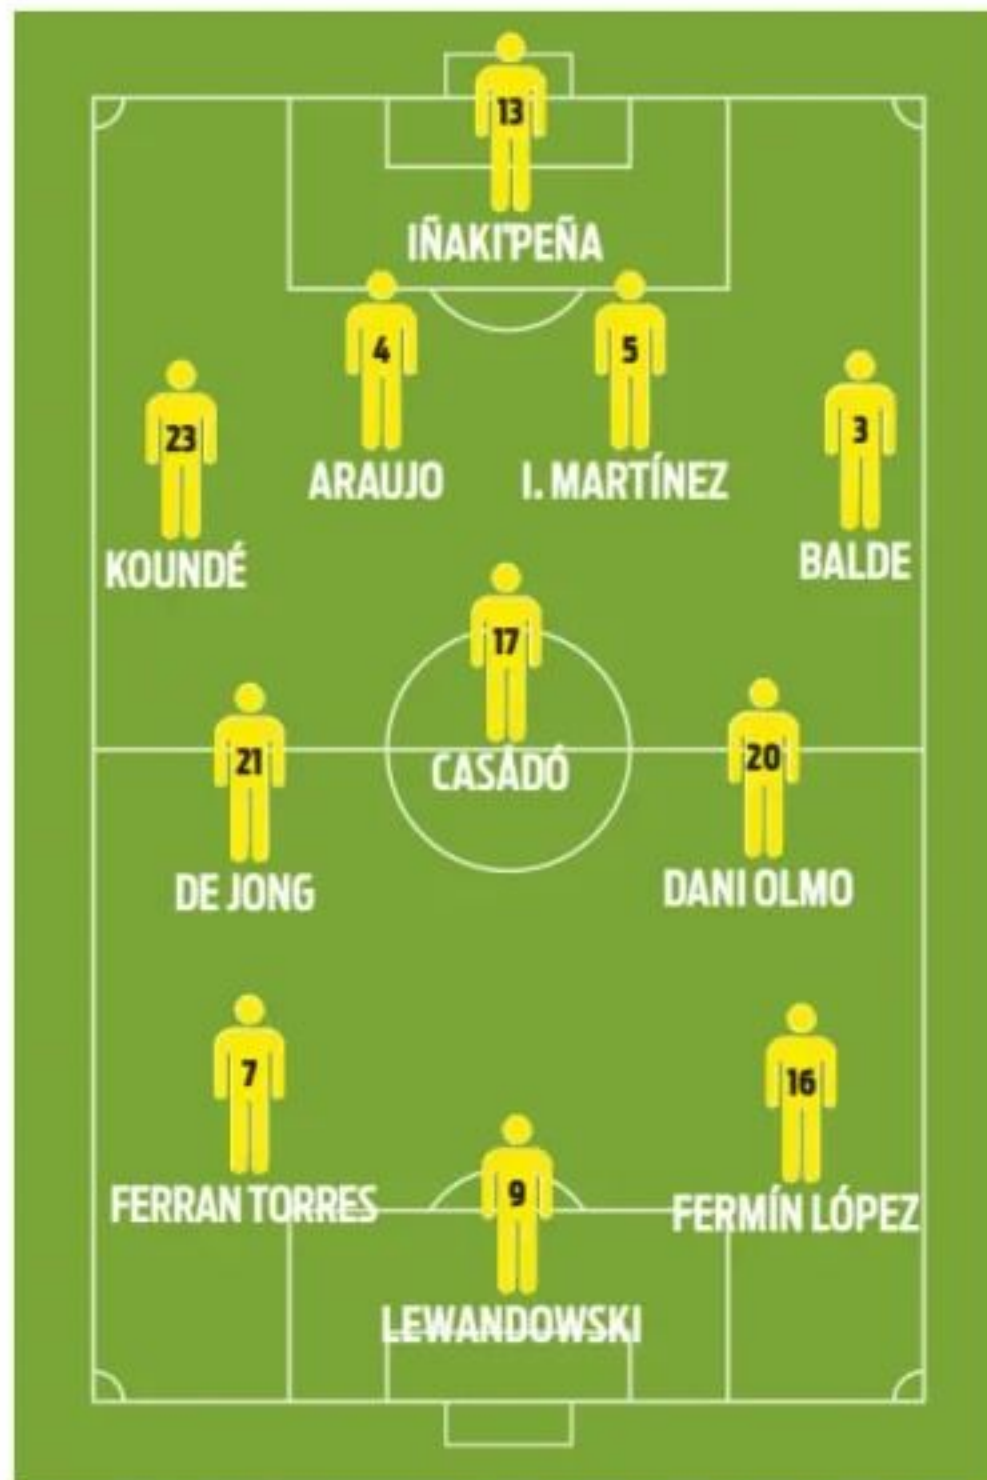 13
IÑAKI PEÑA
4
5
ARAUJO
I. MARTÍNEZ
23
3
KOUNDÉ
BALDE
17
CASADÓ
21
20
DE JONG
DANI OLMO
7
16
FERRAN TORRES
FERMÍN LÓPEZ
9
LEWANDOWSKI